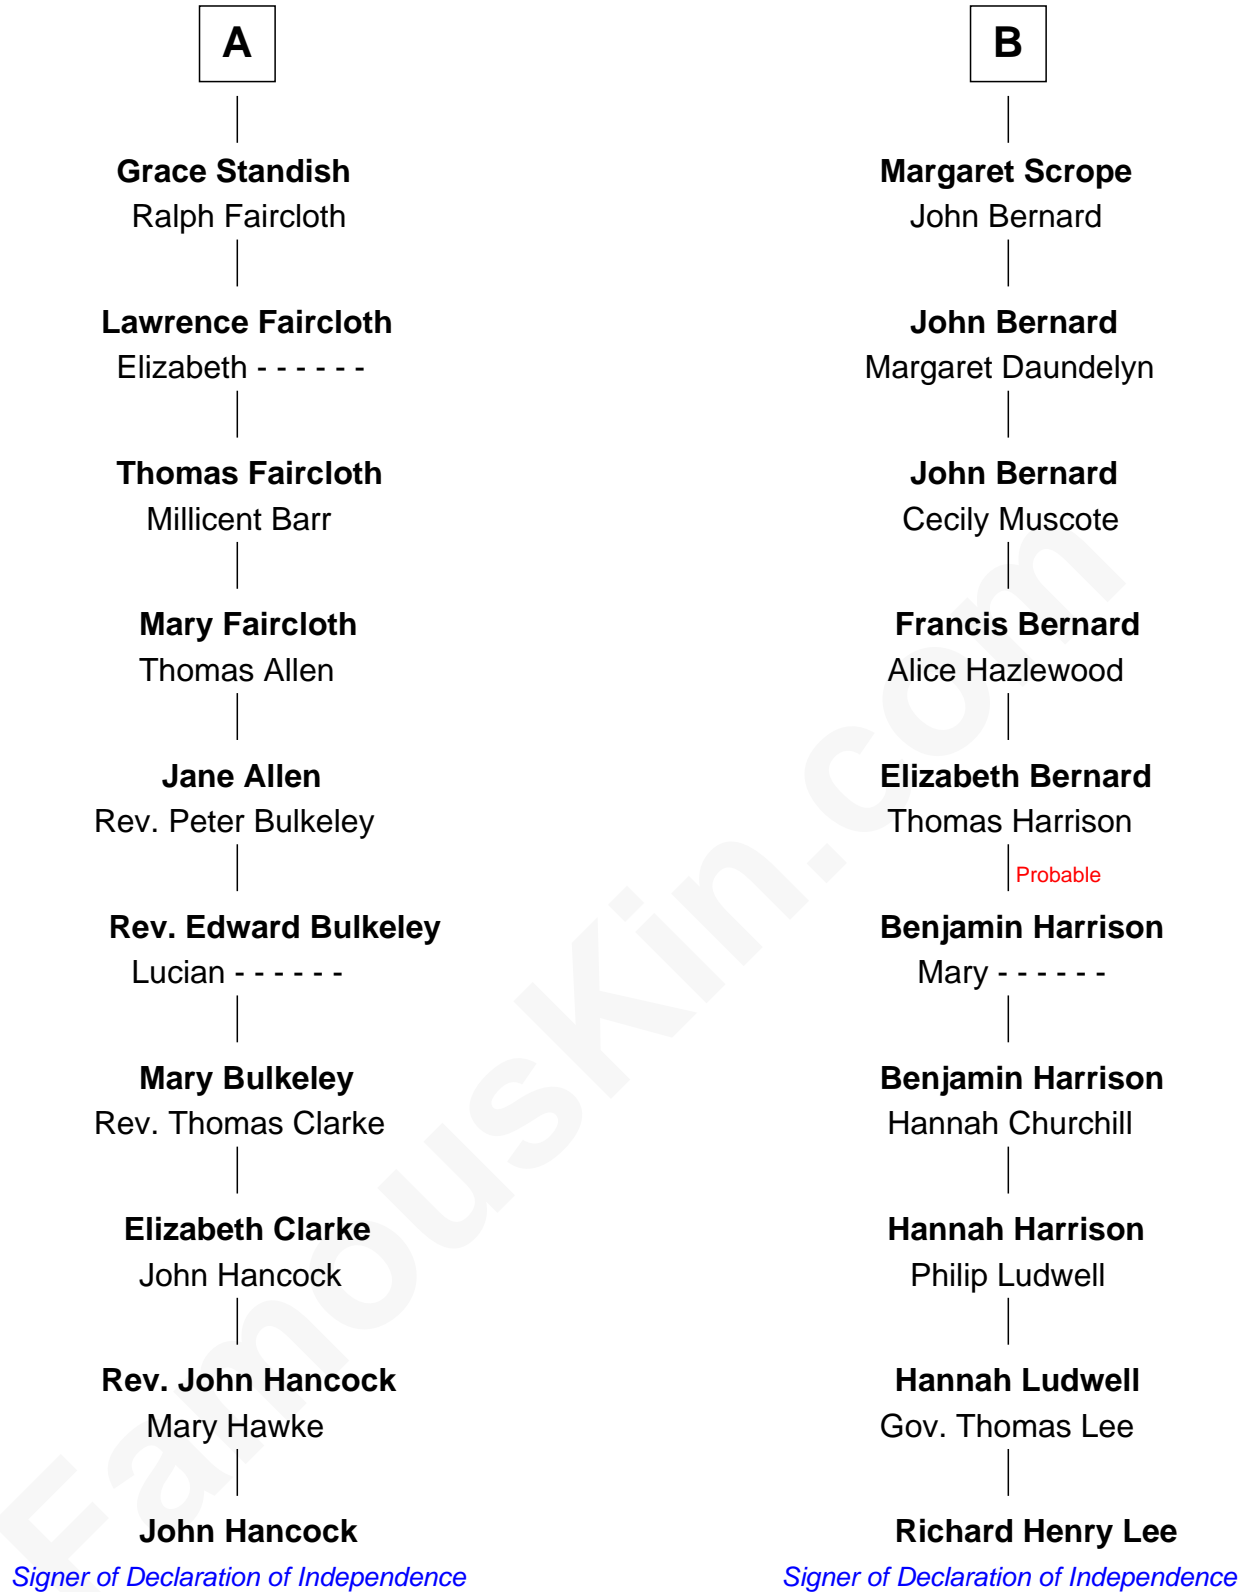 A
Grace Standish
Ralph Faircloth
Lawrence Faircloth
Elizabeth - - - - - -
Thomas Faircloth
Millicent Barr
Mary Faircloth
Thomas Allen
Jane Allen
Rev. Peter Bulkeley
Rev. Edward Bulkeley
Lucian - - - - - -
Mary Bulkeley
Rev. Thomas Clarke
Elizabeth Clarke
John Hancock
Rev. John Hancock
Mary Hawke
John Hancock
Signer of Declaration of Independence
B
Margaret Scrope
John Bernard
John Bernard
Margaret Daundelyn
John Bernard
Cecily Muscote
Francis Bernard
Alice Hazlewood
Elizabeth Bernard
Thomas Harrison
Probable
Benjamin Harrison
Mary - - - - - -
Benjamin Harrison
Hannah Churchill
Hannah Harrison
Philip Ludwell
Hannah Ludwell
Gov. Thomas Lee
Richard Henry Lee
Signer of Declaration of Independence
FamousKin.com